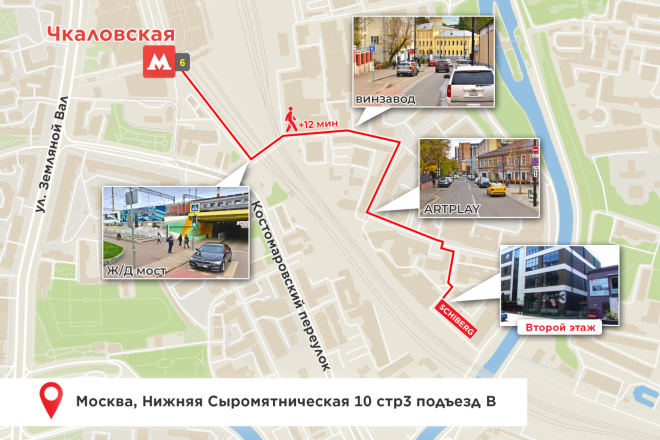 Чкаловская
М
6
ул. Земляной Вал
+12 мин
ВИНЗАВОД
ARTPLAY
Ж/Д мост
Костомаровский переулок
SCHIBERG
3
Второй этаж
Москва, Нижняя Сыромятническая 10 стр3 подъезд В